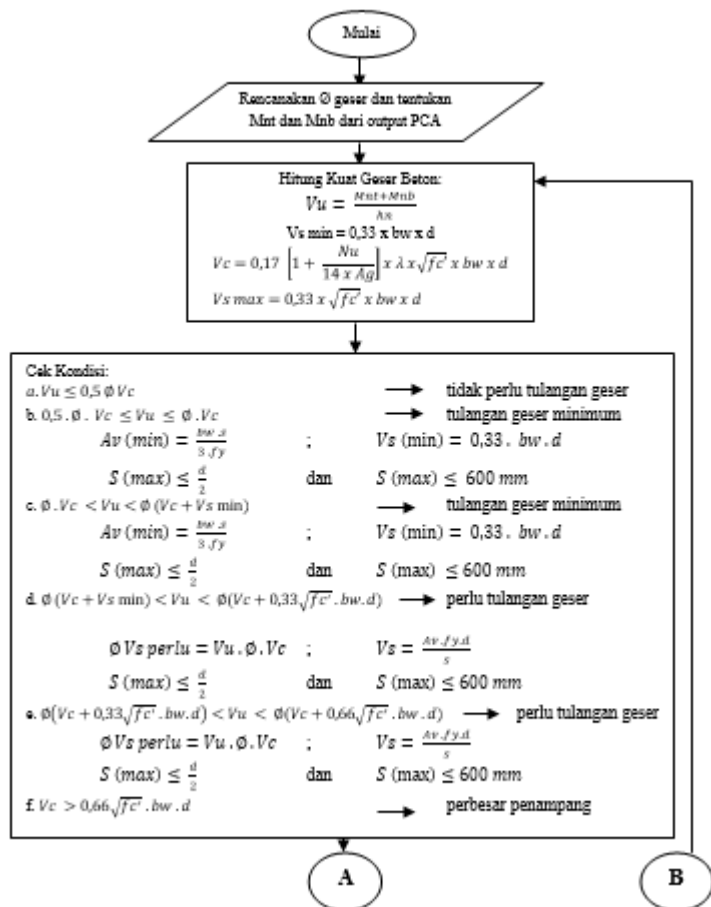 Mulai
Rencanakan Ø geser dan tentukan
Mnt dan Mnb dari output PCA
Hitung Kuat Geser Beton:
Vu = (Mnt+Mnb)/hn
Vs min = 0,33 x bw x d
Vc = 0,17 [1 + Nu/(14 x Ag)] x λ x √fc' x bw x d
Vs max = 0,33 x √fc' x bw x d
Cek Kondisi:
a. Vu ≤ 0,5 ø Vc → tidak perlu tulangan geser
b. 0,5 . ø . Vc ≤ Vu ≤ ø . Vc → tulangan geser minimum
Av (min) = bw .s/3 .fy ; Vs (min) = 0,33 . bw . d
S (max) ≤ d/2 dan S (max) ≤ 600 mm
c. ø . Vc < Vu < ø (Vc + Vs min) → tulangan geser minimum
Av (min) = bw .s/3 .fy ; Vs (min) = 0,33 . bw . d
S (max) ≤ d/2 dan S (max) ≤ 600 mm
d. ø (Vc + Vs min) < Vu < ø(Vc + 0,33√fc' . bw . d) → perlu tulangan geser
ø Vs perlu = Vu . ø . Vc ; Vs = Av .fy .d/s
S (max) ≤ d/2 dan S (max) ≤ 600 mm
e. ø(Vc + 0,33√fc' . bw . d) < Vu < ø(Vc + 0,66√fc' . bw . d) → perlu tulangan geser
ø Vs perlu = Vu . ø . Vc ; Vs = Av .fy .d/s
S (max) ≤ d/2 dan S (max) ≤ 600 mm
f. Vc > 0,66√fc' . bw . d → perbesar penampang
A
B